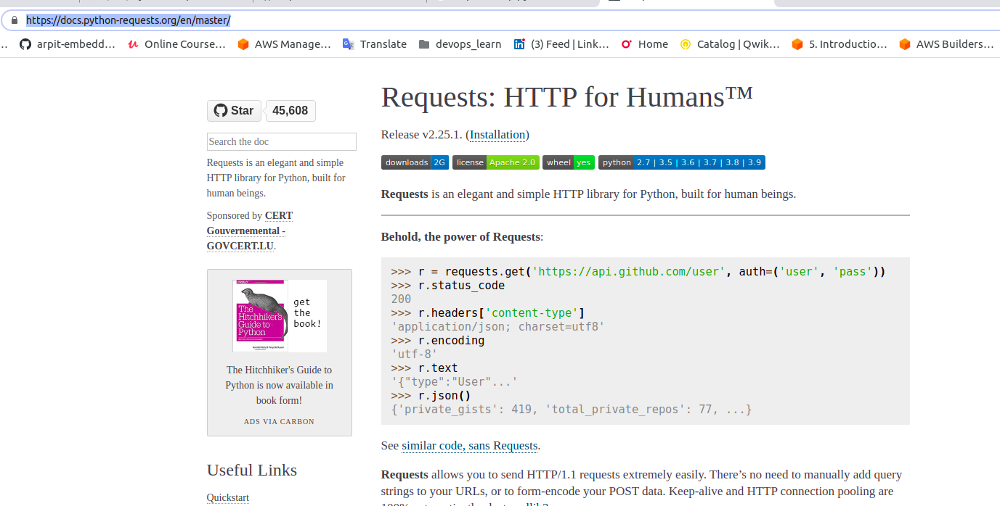 https://docs.python-requests.org/en/master/
arpit-embedd… Online Course… AWS Manage… Translate devops_learn (3) Feed | Link… Home Catalog | Qwik… 5. Introductio… AWS Builders…
Star 45,608
Search the doc
Requests is an elegant and simple
HTTP library for Python, built for
human beings.
Sponsored by CERT
Gouvernemental -
GOVCERT.LU.
O'REILLY
The
Hitchhiker's
Guide to
Python
get
the
book!
The Hitchhiker's Guide to
Python is now available in
book form!
ADS VIA CARBON
Useful Links
Quickstart
Requests: HTTP for Humans™
Release v2.25.1. (Installation)
downloads 2G license Apache 2.0 wheel yes python 2.7 | 3.5 | 3.6 | 3.7 | 3.8 | 3.9
Requests is an elegant and simple HTTP library for Python, built for human beings.
Behold, the power of Requests:
>>> r = requests.get('https://api.github.com/user', auth=('user', 'pass'))
>>> r.status_code
200
>>> r.headers['content-type']
'application/json; charset=utf8'
>>> r.encoding
'utf-8'
>>> r.text
'{"type":"User"...'
>>> r.json()
{'private_gists': 419, 'total_private_repos': 77, ...}
See similar code, sans Requests.
Requests allows you to send HTTP/1.1 requests extremely easily. There’s no need to manually add query
strings to your URLs, or to form-encode your POST data. Keep-alive and HTTP connection pooling are